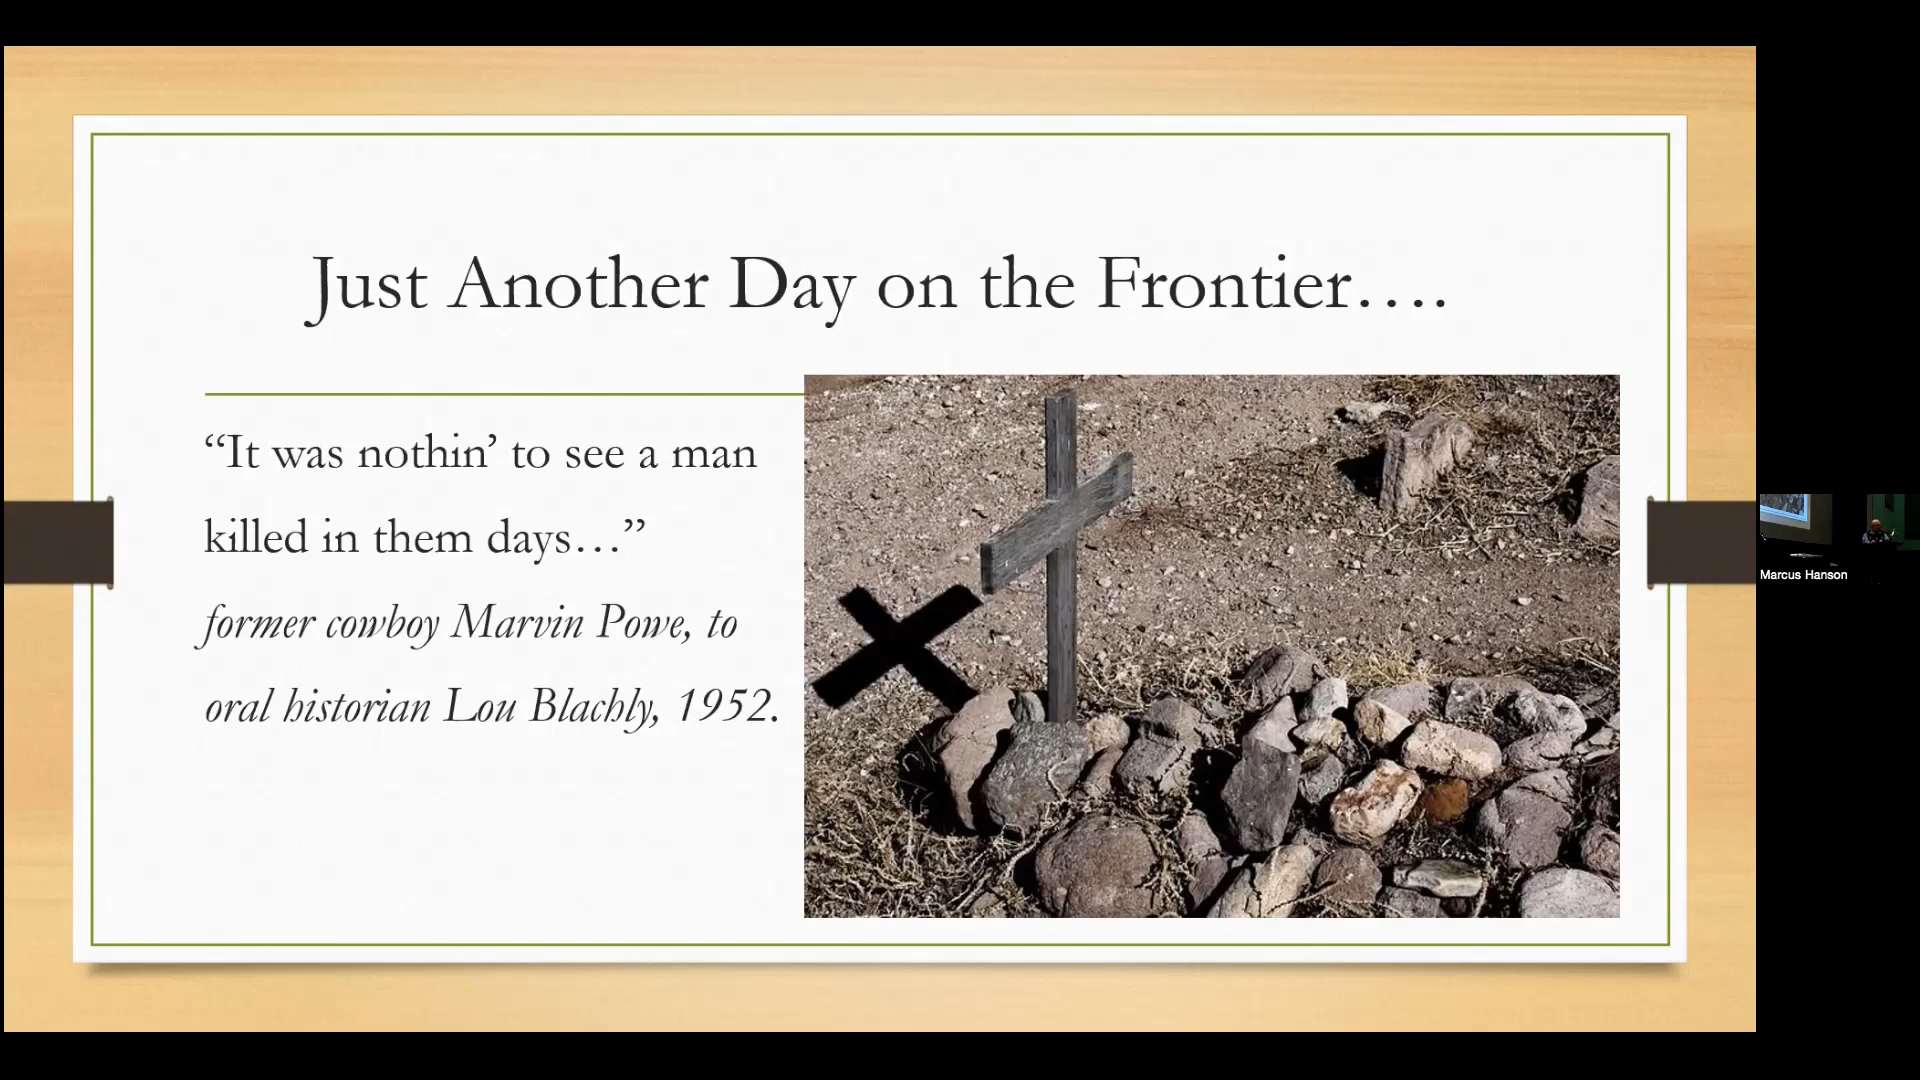 Just Another Day on the Frontier….
“It was nothin’ to see a man
killed in them days…”
former cowboy Marvin Powe, to
oral historian Lou Blachly, 1952.
Marcus Hanson